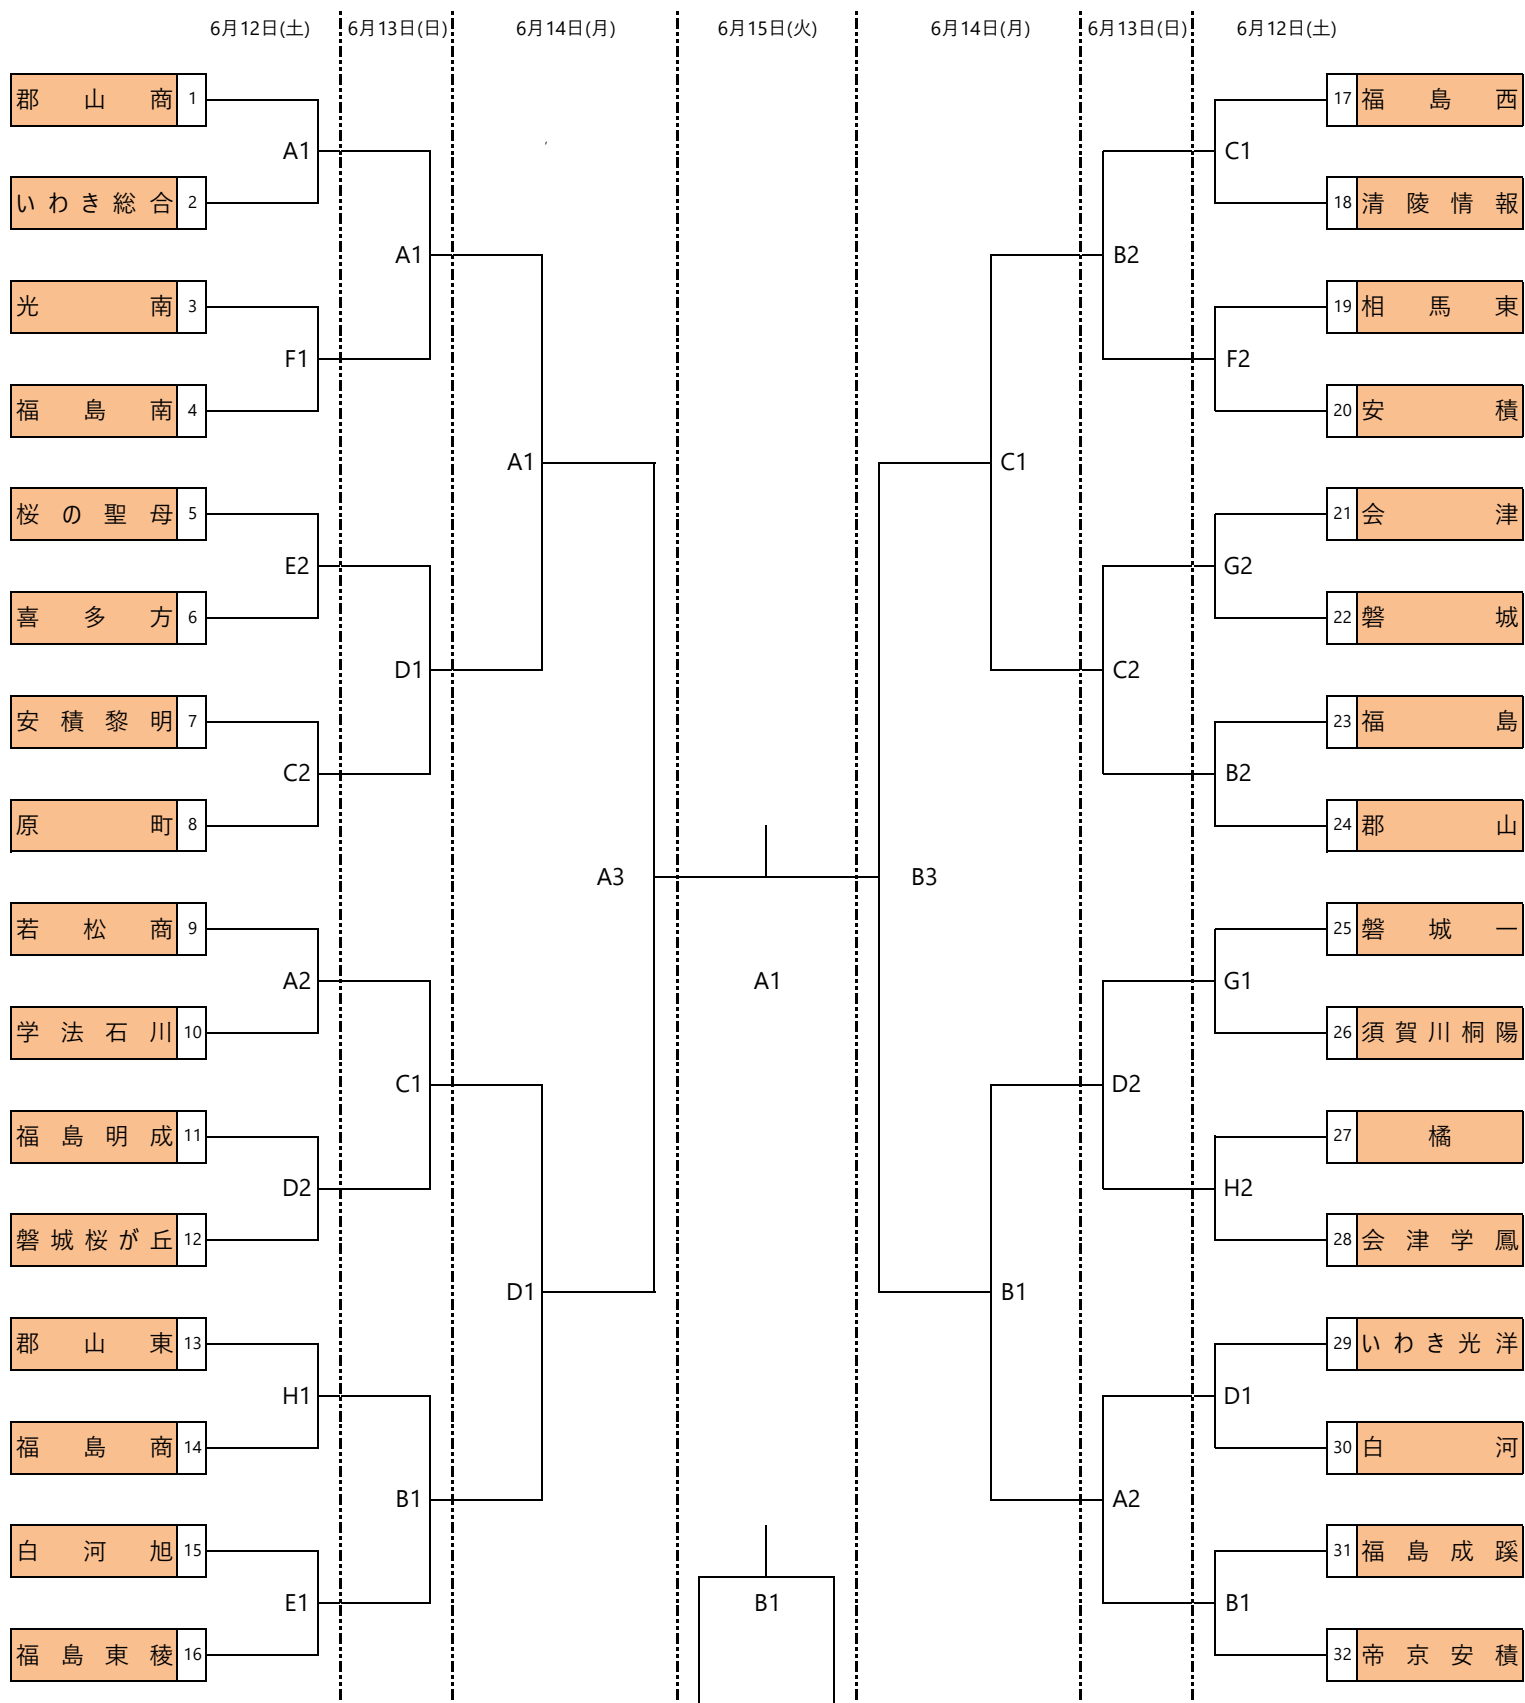 6月12日(土) 6月13日(日) 6月14日(月) 6月15日(火) 6月14日(月) 6月13日(日) 6月12日(土)
郡山商 1 17 福島西
A1 C1
いわき総合 2 18 清陵情報
A1 B2
光南 3 19 相馬東
F1 F2
福島南 4 20 安積
A1 C1
桜の聖母 5 21 会津
E2 G2
喜多方 6 22 磐城
D1 C2
安積黎明 7 23 福島
C2 B2
原町 8 24 郡山
A3 B3
若松商 9 25 磐城一
A2 A1 G1
学法石川 10 26 須賀川桐陽
C1 D2
福島明成 11 27 橘
D2 H2
磐城桜が丘 12 28 会津学鳳
D1 B1
郡山東 13 29 いわき光洋
H1 D1
福島商 14 30 白河
B1 A2
白河旭 15 31 福島成蹊
E1 B1 B1
福島東稜 16 32 帝京安積